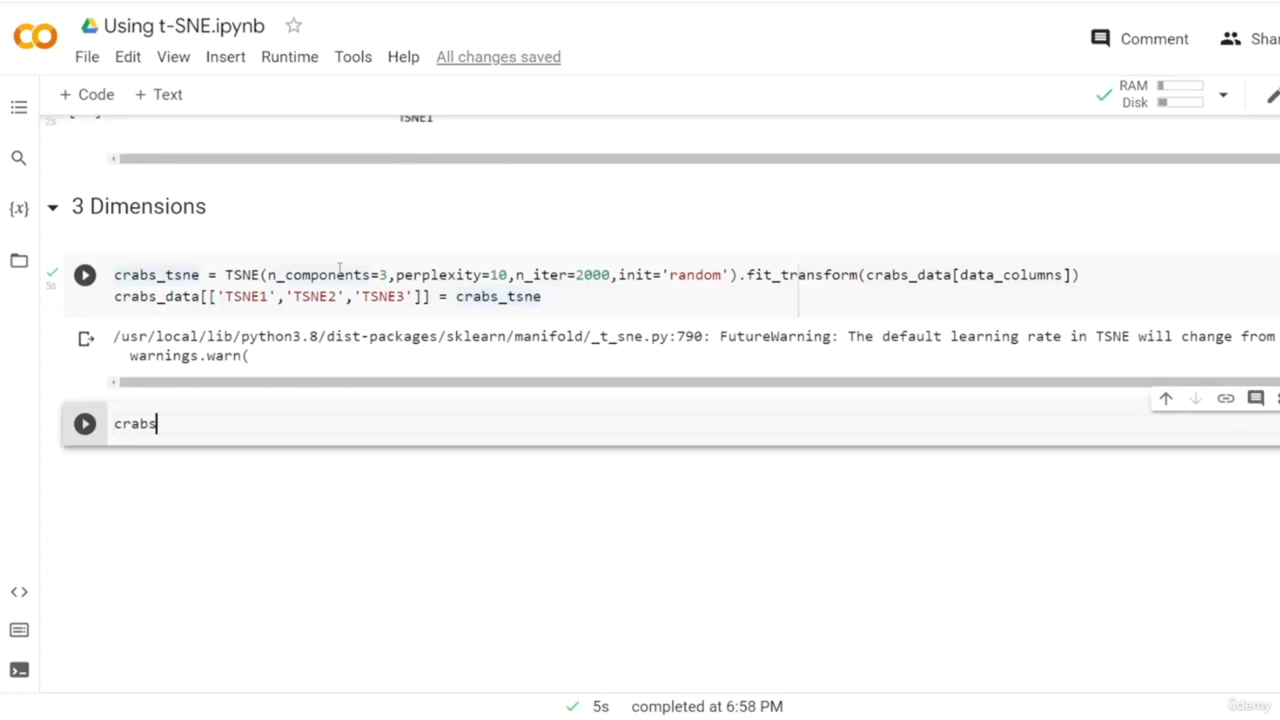 Using t-SNE.ipynb
File Edit View Insert Runtime Tools Help All changes saved
Comment
+ Code + Text
RAM
Disk
2s
TSNE1
{x}
3 Dimensions
crabs_tsne = TSNE(n_components=3,perplexity=10,n_iter=2000,init='random').fit_transform(crabs_data[data_columns])
5s
crabs_data[['TSNE1','TSNE2','TSNE3']] = crabs_tsne
/usr/local/lib/python3.8/dist-packages/sklearn/manifold/_t_sne.py:790: FutureWarning: The default learning rate in TSNE will change from
warnings.warn(
crabs
5s completed at 6:58 PM
ûdemy